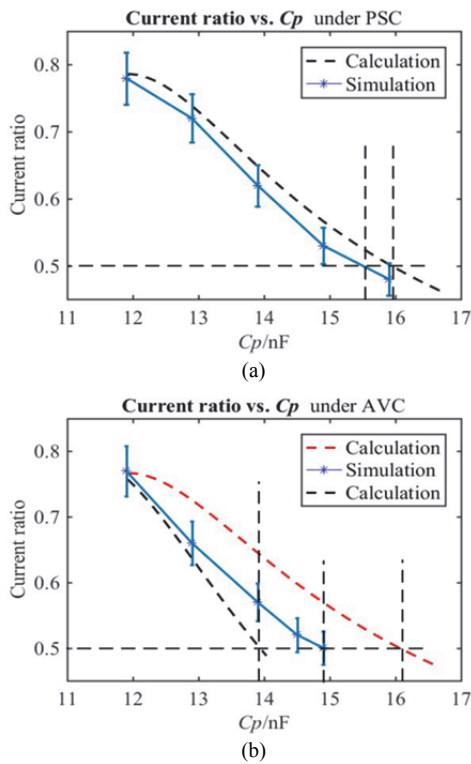 Current ratio vs. Cp under PSC
Current ratio
0.8
0.7
0.6
0.5
Calculation
Simulation
11 12 13 14 15 16 17
Cp/nF
(a)
Current ratio vs. Cp under AVC
Current ratio
0.8
0.7
0.6
0.5
Calculation
Simulation
Calculation
11 12 13 14 15 16 17
Cp/nF
(b)